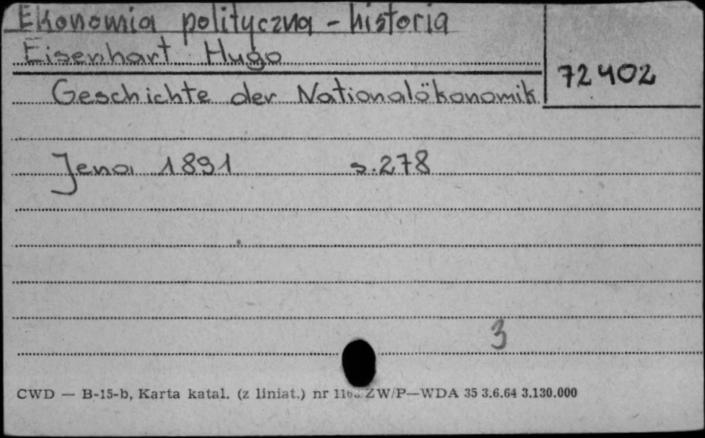 Ekonomia polityczna - historia
Eisenhart Hugo
72402
Geschichte der Nationalökonomik
Jena 1891 s. 278
3
CWD — B-15-b, Karta katal. (z liniat.) nr ZW/P—WDA 35 3.6.64 3.130.000